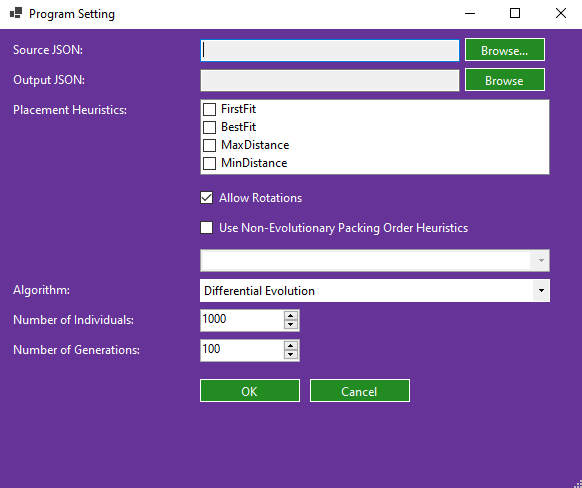 Program Setting
Source JSON:
Browse...
Output JSON:
Browse
Placement Heuristics:
FirstFit
BestFit
MaxDistance
MinDistance
Allow Rotations
Use Non-Evolutionary Packing Order Heuristics
Algorithm:
Differential Evolution
Number of Individuals:
1000
Number of Generations:
100
OK
Cancel